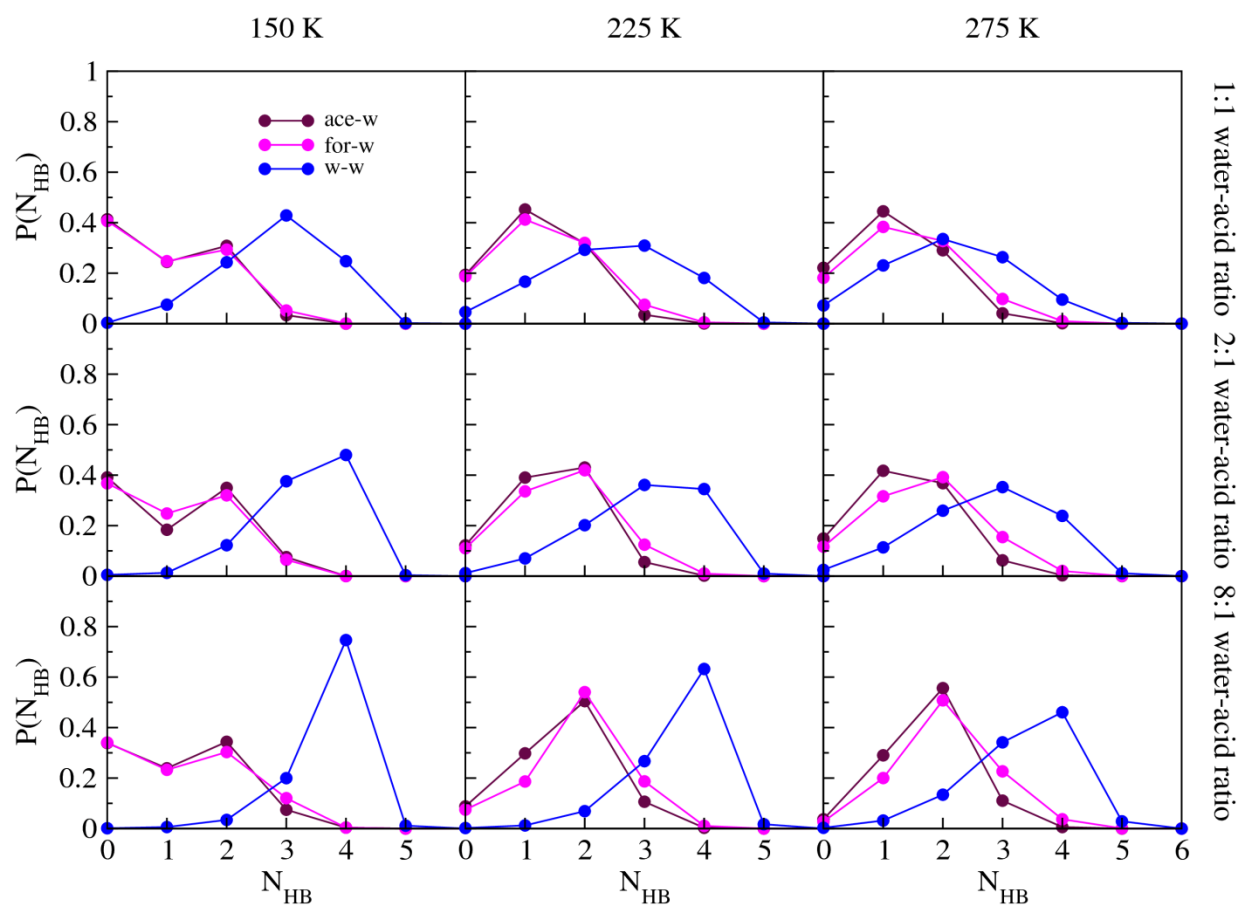 150 K 225 K 275 K
1
0.8
0.6
0.4
0.2
0
P(N_HB)
ace-w
for-w
w-w
1:1 water-acid ratio
0.8
0.6
0.4
0.2
0
P(N_HB)
2:1 water-acid ratio
0.8
0.6
0.4
0.2
0
P(N_HB)
8:1 water-acid ratio
0 1 2 3 4 5 0 1 2 3 4 5 0 1 2 3 4 5 6
N_HB N_HB N_HB